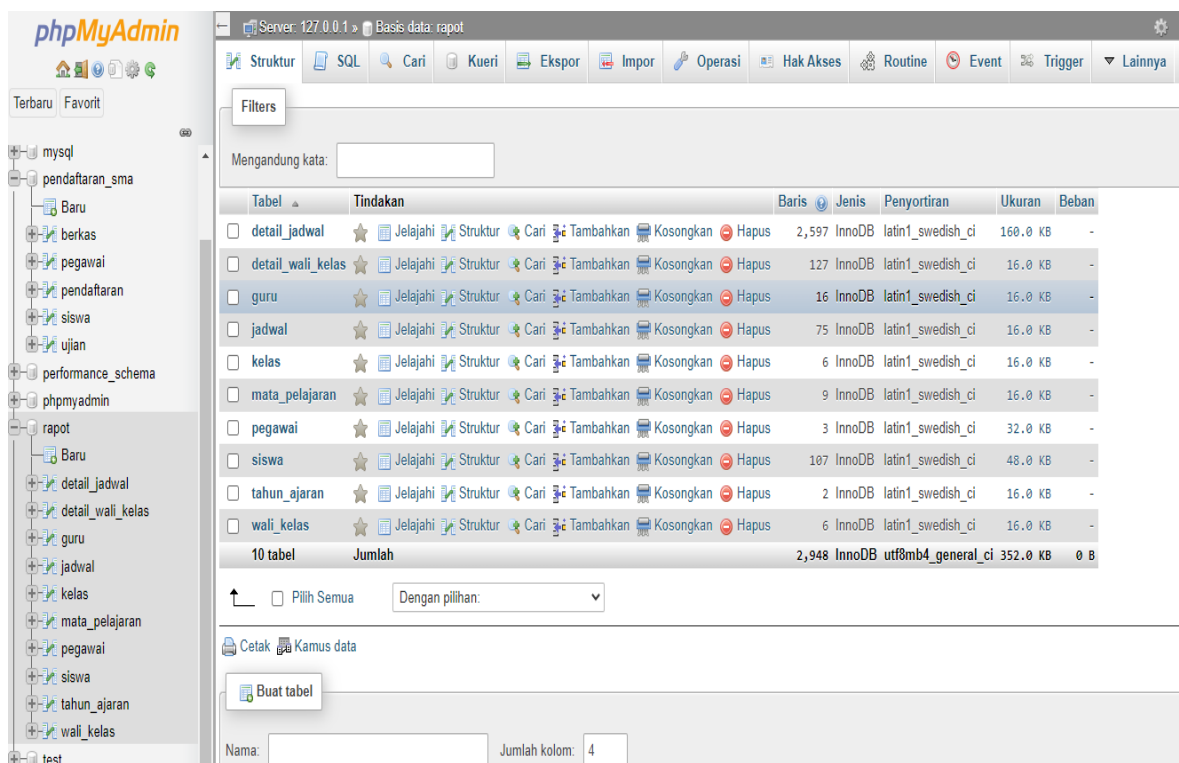 phpMyAdmin
Terbaru Favorit
mysql
pendaftaran_sma
Baru
berkas
pegawai
pendaftaran
siswa
ujian
performance_schema
phpmyadmin
rapot
Baru
detail_jadwal
detail_wali_kelas
guru
jadwal
kelas
mata_pelajaran
pegawai
siswa
tahun_ajaran
wali_kelas
test
Server: 127.0.0.1 » Basis data: rapot
Struktur SQL Cari Kueri Ekspor Impor Operasi Hak Akses Routine Event Trigger Lainnya
Filters
Mengandung kata:
Tabel Tindakan Baris Jenis Penyortiran Ukuran Beban
detail_jadwal Jelajahi Struktur Cari Tambahkan Kosongkan Hapus 2,597 InnoDB latin1_swedish_ci 160.0 KB -
detail_wali_kelas Jelajahi Struktur Cari Tambahkan Kosongkan Hapus 127 InnoDB latin1_swedish_ci 16.0 KB -
guru Jelajahi Struktur Cari Tambahkan Kosongkan Hapus 16 InnoDB latin1_swedish_ci 16.0 KB -
jadwal Jelajahi Struktur Cari Tambahkan Kosongkan Hapus 75 InnoDB latin1_swedish_ci 16.0 KB -
kelas Jelajahi Struktur Cari Tambahkan Kosongkan Hapus 6 InnoDB latin1_swedish_ci 16.0 KB -
mata_pelajaran Jelajahi Struktur Cari Tambahkan Kosongkan Hapus 9 InnoDB latin1_swedish_ci 16.0 KB -
pegawai Jelajahi Struktur Cari Tambahkan Kosongkan Hapus 3 InnoDB latin1_swedish_ci 32.0 KB -
siswa Jelajahi Struktur Cari Tambahkan Kosongkan Hapus 107 InnoDB latin1_swedish_ci 48.0 KB -
tahun_ajaran Jelajahi Struktur Cari Tambahkan Kosongkan Hapus 2 InnoDB latin1_swedish_ci 16.0 KB -
wali_kelas Jelajahi Struktur Cari Tambahkan Kosongkan Hapus 6 InnoDB latin1_swedish_ci 16.0 KB -
10 tabel Jumlah 2,948 InnoDB utf8mb4_general_ci 352.0 KB 0 B
Pilih Semua Dengan pilihan:
Cetak Kamus data
Buat tabel
Nama: Jumlah kolom: 4